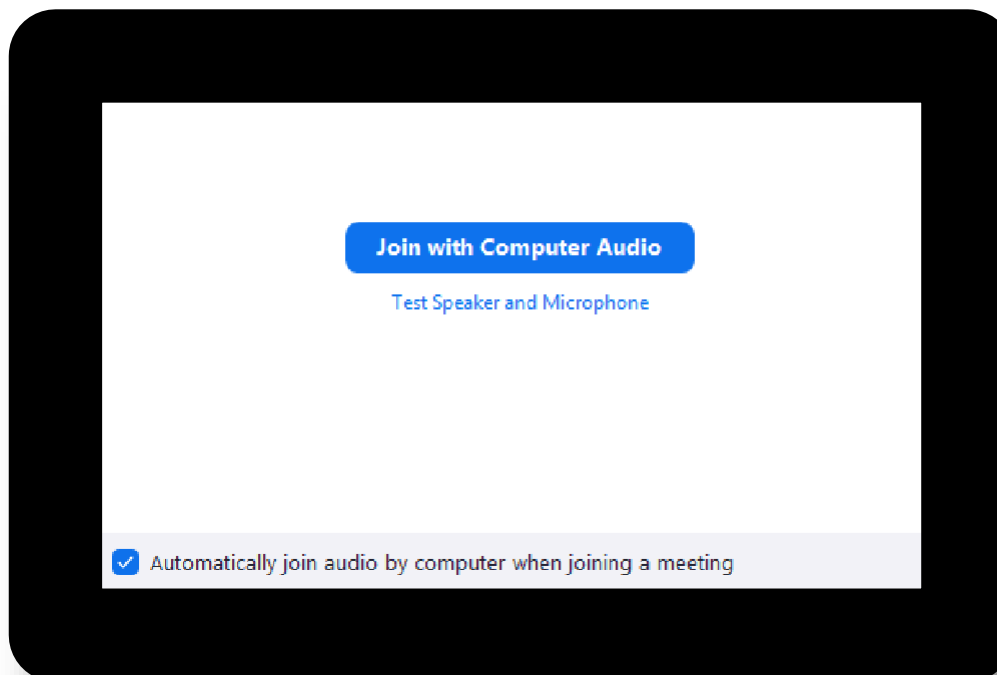 Join with Computer Audio
Test Speaker and Microphone
Automatically join audio by computer when joining a meeting